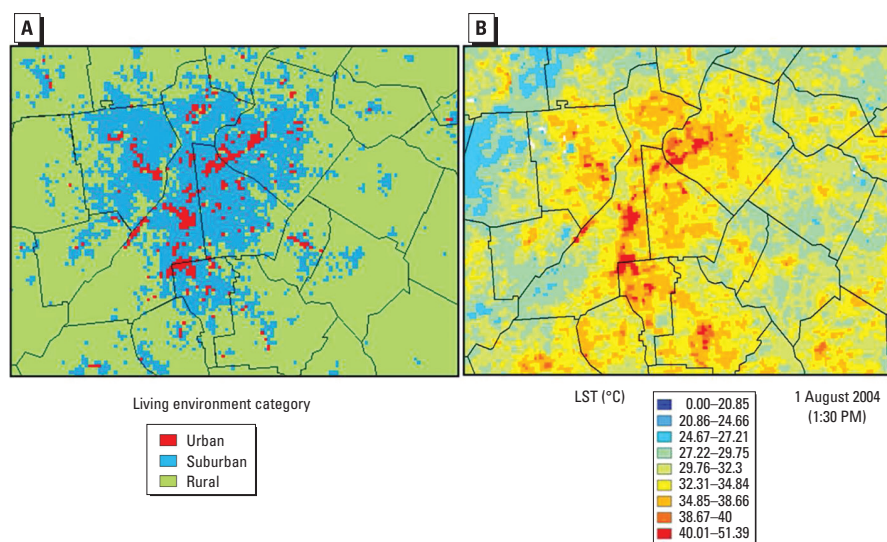 A
B
Living environment category
Urban
Suburban
Rural
LST (°C)
0.00–20.85
20.86–24.66
24.67–27.21
27.22–29.75
29.76–32.3
32.31–34.84
34.85–38.66
38.67–40
40.01–51.39
1 August 2004
(1:30 PM)